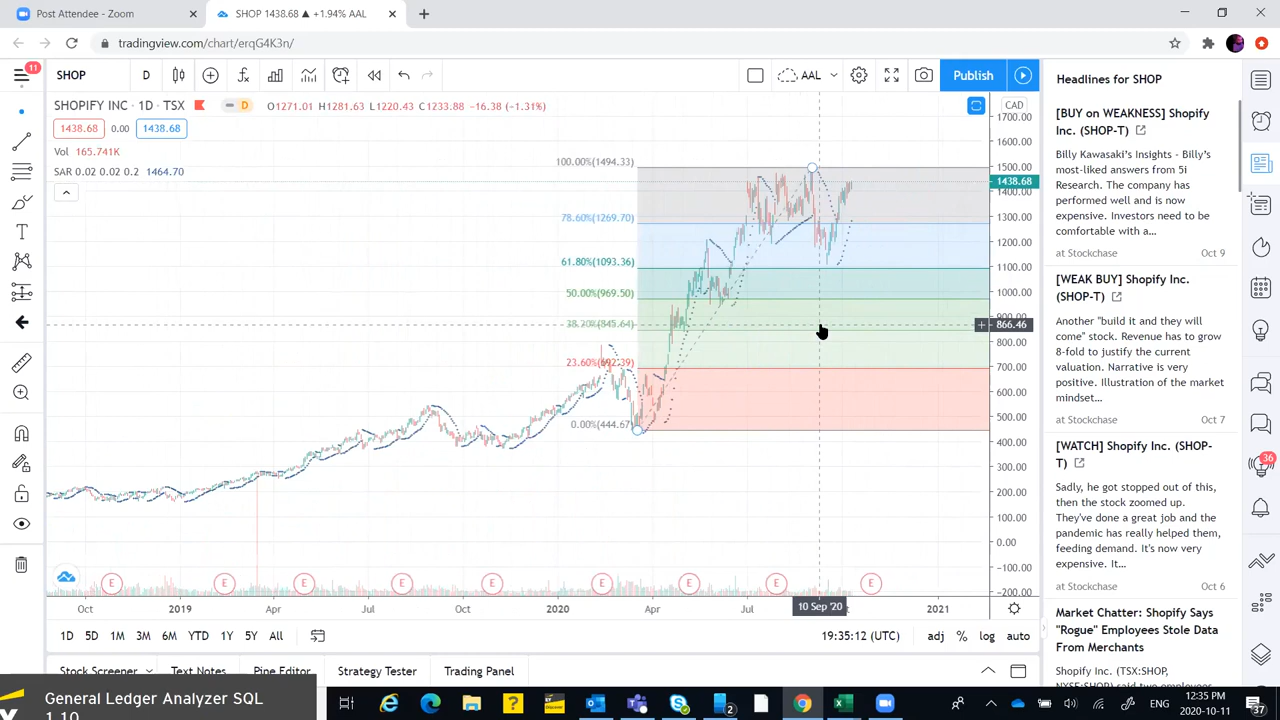 Post Attendee - Zoom
SHOP 1438.68 ▲ +1.94% AAL
tradingview.com/chart/erqG4K3n/
11
SHOP
D
AAL
Publish
SHOPIFY INC · 1D · TSX
D
O1271.01 H1281.63 L1220.43 C1233.88 -16.38 (-1.31%)
1438.68
0.00
1438.68
Vol 165.741K
SAR 0.02 0.02 0.2 1464.70
CAD
1700.00
1600.00
1500.00
1438.68
1400.00
1300.00
1200.00
1100.00
1000.00
900.00
866.46
800.00
700.00
600.00
500.00
400.00
300.00
200.00
100.00
0.00
-100.00
-200.00
100.00%(1494.33)
78.60%(1269.70)
61.80%(1093.36)
50.00%(969.50)
38.20%(845.64)
23.60%(692.39)
0.00%(444.67)
E E E E E E E E E
Oct 2019 Apr Jul Oct 2020 Apr Jul 10 Sep '20 2021
1D 5D 1M 3M 6M YTD 1Y 5Y All
19:35:12 (UTC)
adj % log auto
Stock Screener
Text Notes
Pine Editor
Strategy Tester
Trading Panel
Headlines for SHOP
[BUY on WEAKNESS] Shopify
Inc. (SHOP-T)
Billy Kawasaki's Insights - Billy's
most-liked answers from 5i
Research. The company has
performed well and is now
expensive. Investors need to be
comfortable with a...
at Stockchase
Oct 9
[WEAK BUY] Shopify Inc.
(SHOP-T)
Another "build it and they will
come" stock. Revenue has to grow
8-fold to justify the current
valuation. Narrative is very
positive. Illustration of the market
mindset...
at Stockchase
Oct 7
[WATCH] Shopify Inc. (SHOP-
T)
Sadly, he got stopped out of this,
then the stock zoomed up.
They've done a great job and the
pandemic has really helped them,
feeding demand. It's now very
expensive. It...
at Stockchase
Oct 6
Market Chatter: Shopify Says
"Rogue" Employees Stole Data
From Merchants
Shopify Inc. (TSX:SHOP,
36
General Ledger Analyzer SQL
1.10
2
ENG
12:35 PM
2020-10-11
37